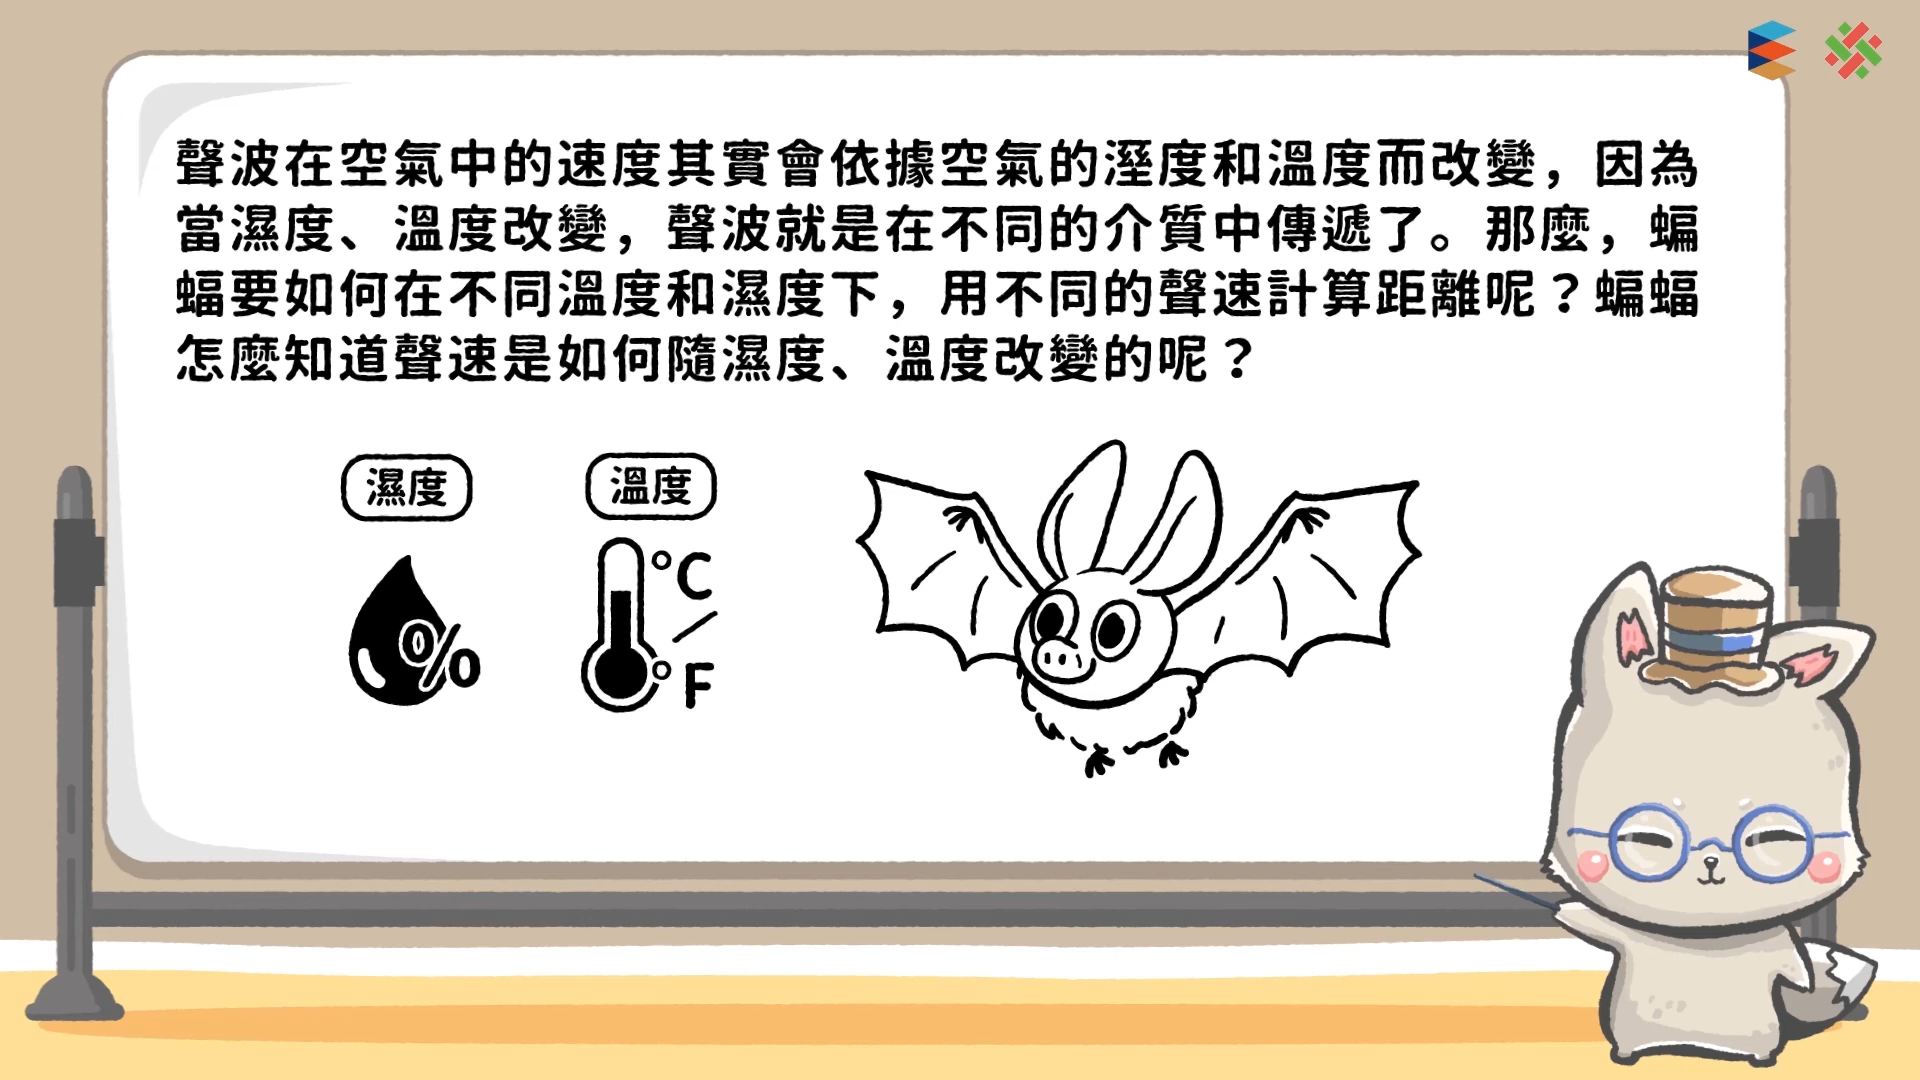 聲波在空氣中的速度其實會依據空氣的溼度和溫度而改變，因為
當濕度、溫度改變，聲波就是在不同的介質中傳遞了。那麼，蝙
蝠要如何在不同溫度和濕度下，用不同的聲速計算距離呢？蝙蝠
怎麼知道聲速是如何隨濕度、溫度改變的呢？
濕度
溫度
%
°C
°F